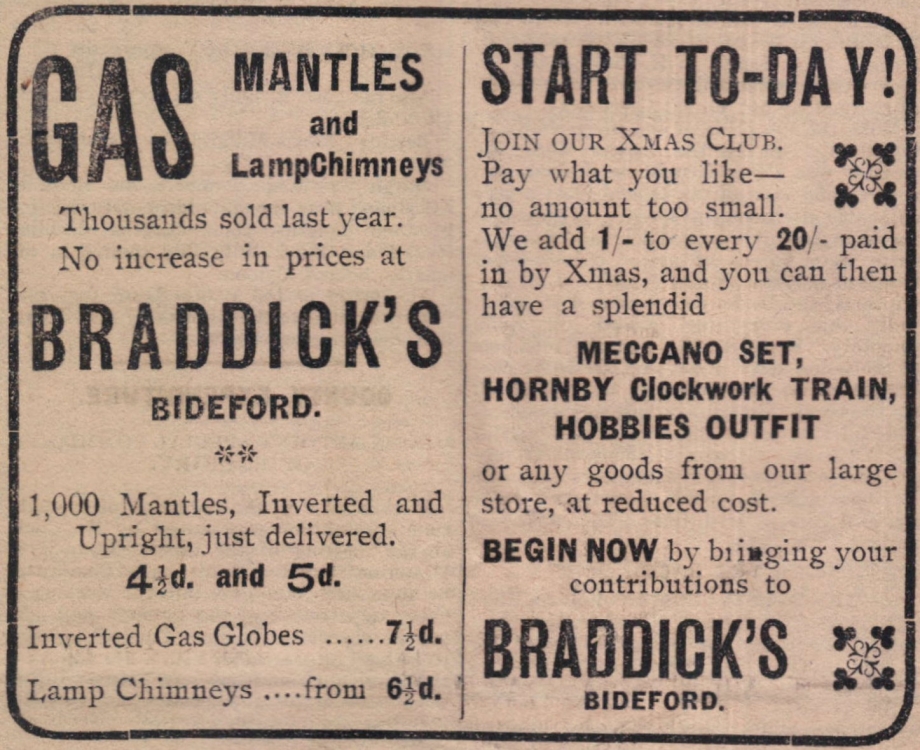 GAS MANTLES
and
LampChimneys
Thousands sold last year.
No increase in prices at
BRADDICK'S
BIDEFORD.
1,000 Mantles, Inverted and
Upright, just delivered.
4½d. and 5d.
Inverted Gas Globes ......7½d.
Lamp Chimneys ....from 6½d.
START TO-DAY!
JOIN OUR XMAS CLUB.
Pay what you like—
no amount too small.
We add 1/- to every 20/- paid
in by Xmas, and you can then
have a splendid
MECCANO SET,
HORNBY Clockwork TRAIN,
HOBBIES OUTFIT
or any goods from our large
store, at reduced cost.
BEGIN NOW by bringing your
contributions to
BRADDICK'S
BIDEFORD.